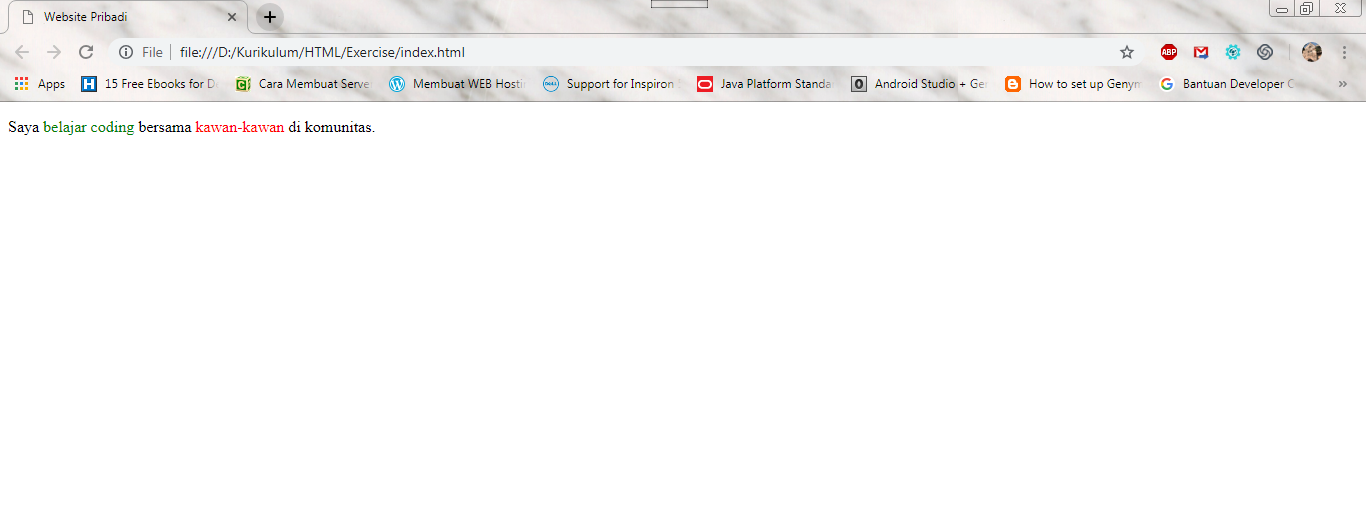 Website Pribadi
File file:///D:/Kurikulum/HTML/Exercise/index.html
ABP
Apps 15 Free Ebooks for Cara Membuat Serve Membuat WEB Hosti Support for Inspiron Java Platform Standa Android Studio + Ge How to set up Geny Bantuan Developer
Saya belajar coding bersama kawan-kawan di komunitas.